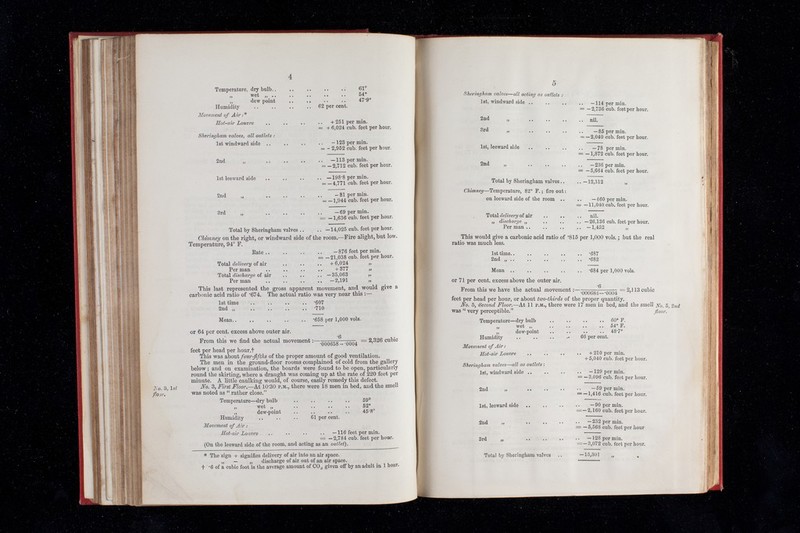 4
Temperature, dry bulb.. .. .. .. .. 61°
„ wet „ .. .. .. .. .. 54°
„ dew point .. .. .. .. 47·9°
Humidity .. .. .. .. 62 per cent.
Movement of Air:*
Hot-air Louvre .. .. .. .. + 251 per min.
= + 6,024 cub. feet per hour.
Sheringham valves, all outlets:
1st windward side .. .. .. .. — 123 per min.
= — 2,952 cub. feet per hour.
2nd „ .. .. .. .. —113 per min.
= — 2,712 cub. feet per hour.
1st leeward side .. .. .. .. —198·8 per min.
= — 4,771 cub. feet per hour.
2nd „ .. .. .. .. — 81 per min.
= —1,944 cub. feet per hour.
3rd „ .. .. .. .. —69 per min.
= —1,656 cub. feet per hour.
Total by Sheringham valves .. .. —14,025 cub. feet per hour.
Chimney on the right, or windward side of the room.—Fire alight, but low.
Temperature, 94° F.
Rate .. .. .. .. .. —876 feet per min.
= — 21,038 cub. feet per hour.
Total delivery of air .. .. .. + 6,024 „
Per man .. .. .. + 377 „
Total discharge of air .. .. .. — 35,063 „
Per man .. .. .. — 2,191 „
This last represented the gross apparent movement, and would give a
carbonic acid ratio of ·674. The actual ratio was very near this:—
1st time .. .. .. .. .. ·597
2nd „ .. .. .. .. .. ·719
Mean.. .. .. .. .. ·658 per 1,000 vols.
or 64 per cent. excess above outer air.
From this we find the actual movement :— ·6 / ·000658 — ·0004 = 2,326 cubic
feet per head per hour.†
This was about four-fifths of the proper amount of good ventilation.
The men in the ground-floor rooms complained of cold from the gallery
below; and on examination, the boards were found to be open, particularly
round the skirting, where a draught was coming up at the rate of 220 feet per
minute. A little caulking would, of course, easily remedy this defect.
No. 5, 1st
floor.
No. 5, First Floor.—At 10·30 P.M., there were 18 men in bed, and the smell
was noted as “ rather close.”
Temperature—dry bulb .. .. .. .. 59°
„ wet „ .. .. .. .. 52°
„ dew-point .. .. .. .. 45·8°
Humidity .. .. .. .. 61 per cent.
Movement of Air:
Hot-air Louvre .. .. .. .. —116 feet per min.
= —2,784 cub. feet per hour.
(On the leeward side of the room, and acting as an outlet).
* The sign + signifies delivery of air into an air space.
„ — „ discharge of air out of an air space.
† ·6 of a cubic foot is the average amount of CO₂ given off by an adult in 1 hour.
5
Sheringham valves—all acting as outlets:
1st, windward side .. .. .. .. —114 per min.
= —2,736 cub. feet per hour.
2nd „ .. .. .. .. nil.
3rd „ .. .. .. .. —85 per min.
= —2,040 cub. feet per hour.
1st, leeward side .. .. .. .. —78 per min.
= —1,872 cub. feet per hour.
2nd „ .. .. .. .. —236 per min.
= —5,664 cub. feet per hour.
Total by Sheringham valves.. .. —12,312 „
Chimney—Temperature, 62° F.; fire out:
on leeward side of the room .. .. —460 per min.
= —11,040 cub. feet per hour.
Total delivery of air .. .. .. nil.
„ discharge „ .. .. .. —26,136 cub. feet per hour.
Per man .. .. .. .. —1,452 „
This would give a carbonic acid ratio of ·813 per 1,000 vols.; but the real
ratio was much less.
1st time.. .. .. .. .. ·687
2nd „ .. .. .. .. .. ·682
Mean .. .. .. .. .. ·684 per 1,000 vols.
or 71 per cent. excess above the outer air.
From this we have the actual movement :— ·6 / ·000684—·0004 = 2,113 cubic
feet per head per hour, or about two-thirds of the proper quantity.
No. 5, Second Floor.—At 11 P.M., there were 17 men in bed, and the smell
was “ very perceptible.”
No. 5, 2nd
floor.
Temperature—dry bulb .. .. .. .. 60° F.
„ wet „ .. .. .. .. 54° F.
„ dew-point .. .. .. .. 48·7°
Humidity .. .. .. .. 60 per cent.
Movement of Air:
Hot-air Louvre .. .. .. .. + 210 per min.
+ 5,040 cub. feet per hour.
Sheringham valves—all as outlets:
1st, windward side .. .. .. .. —129 per min.
= —3,096 cub. feet per hour.
2nd „ .. .. .. .. —59 per min.
= —1,416 cub. feet per hour.
1st, leeward side .. .. .. .. —90 per min.
= —2,160 cub. feet per hour.
2nd „ .. .. .. .. —232 per min.
= —5,568 cub. feet per hour
3rd „ .. .. .. .. —128 per min.
= —3,072 cub. feet per hour.
Total by Sheringham valves ..